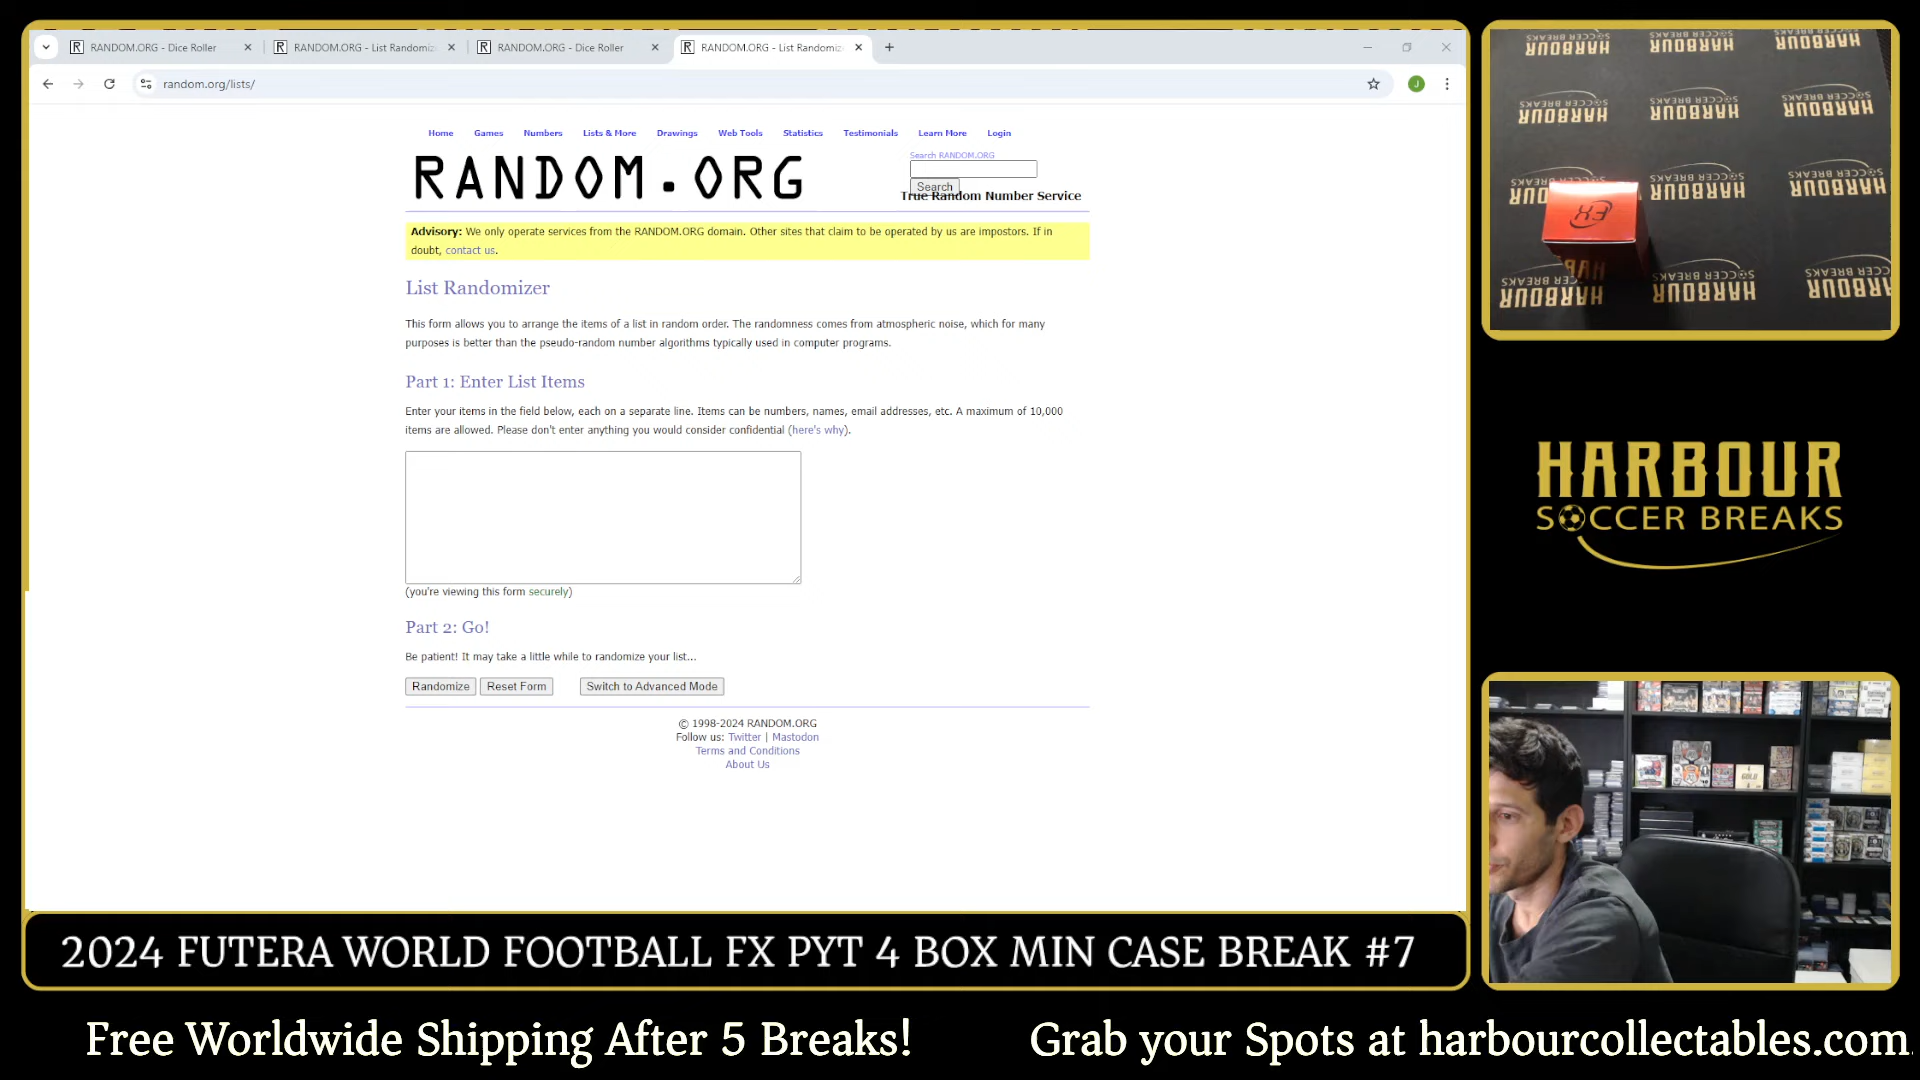 RANDOM.ORG - Dice Roller
RANDOM.ORG - List Randomiz
RANDOM.ORG - Dice Roller
RANDOM.ORG - List Randomiz
random.org/lists/
J
Home Games Numbers Lists & More Drawings Web Tools Statistics Testimonials Learn More Login
RANDOM.ORG
Search RANDOM.ORG
Search
True Random Number Service
Advisory: We only operate services from the RANDOM.ORG domain. Other sites that claim to be operated by us are impostors. If in
doubt, contact us.
List Randomizer
This form allows you to arrange the items of a list in random order. The randomness comes from atmospheric noise, which for many
purposes is better than the pseudo-random number algorithms typically used in computer programs.
Part 1: Enter List Items
Enter your items in the field below, each on a separate line. Items can be numbers, names, email addresses, etc. A maximum of 10,000
items are allowed. Please don't enter anything you would consider confidential (here's why).
(you're viewing this form securely)
Part 2: Go!
Be patient! It may take a little while to randomize your list...
Randomize Reset Form Switch to Advanced Mode
© 1998-2024 RANDOM.ORG
Follow us: Twitter | Mastodon
Terms and Conditions
About Us
HARBOUR
SOCCER BREAKS
2024 FUTERA WORLD FOOTBALL FX PYT 4 BOX MIN CASE BREAK #7
Free Worldwide Shipping After 5 Breaks!
Grab your Spots at harbourcollectables.com.